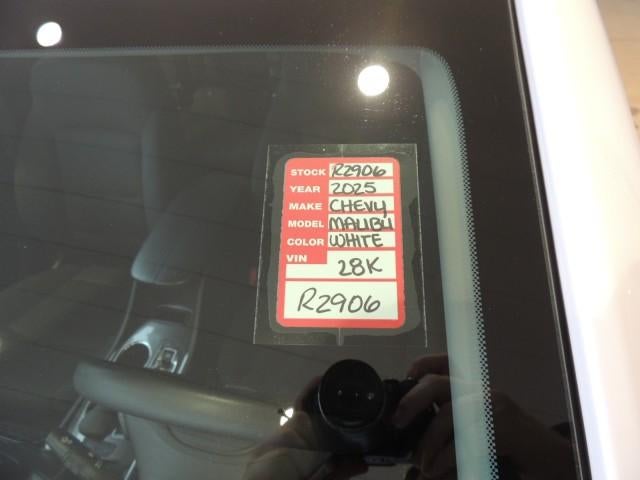 STOCK R2906
YEAR 2025
MAKE CHEVY
MODEL MALIBU
COLOR WHITE
VIN 28K
R2906